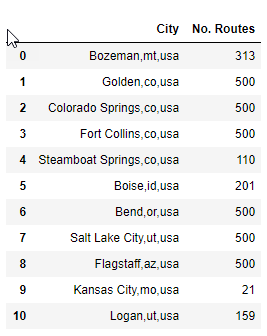 City No. Routes
0 Bozeman,mt,usa 313
1 Golden,co,usa 500
2 Colorado Springs,co,usa 500
3 Fort Collins,co,usa 500
4 Steamboat Springs,co,usa 110
5 Boise,id,usa 201
6 Bend,or,usa 500
7 Salt Lake City,ut,usa 500
8 Flagstaff,az,usa 500
9 Kansas City,mo,usa 21
10 Logan,ut,usa 159